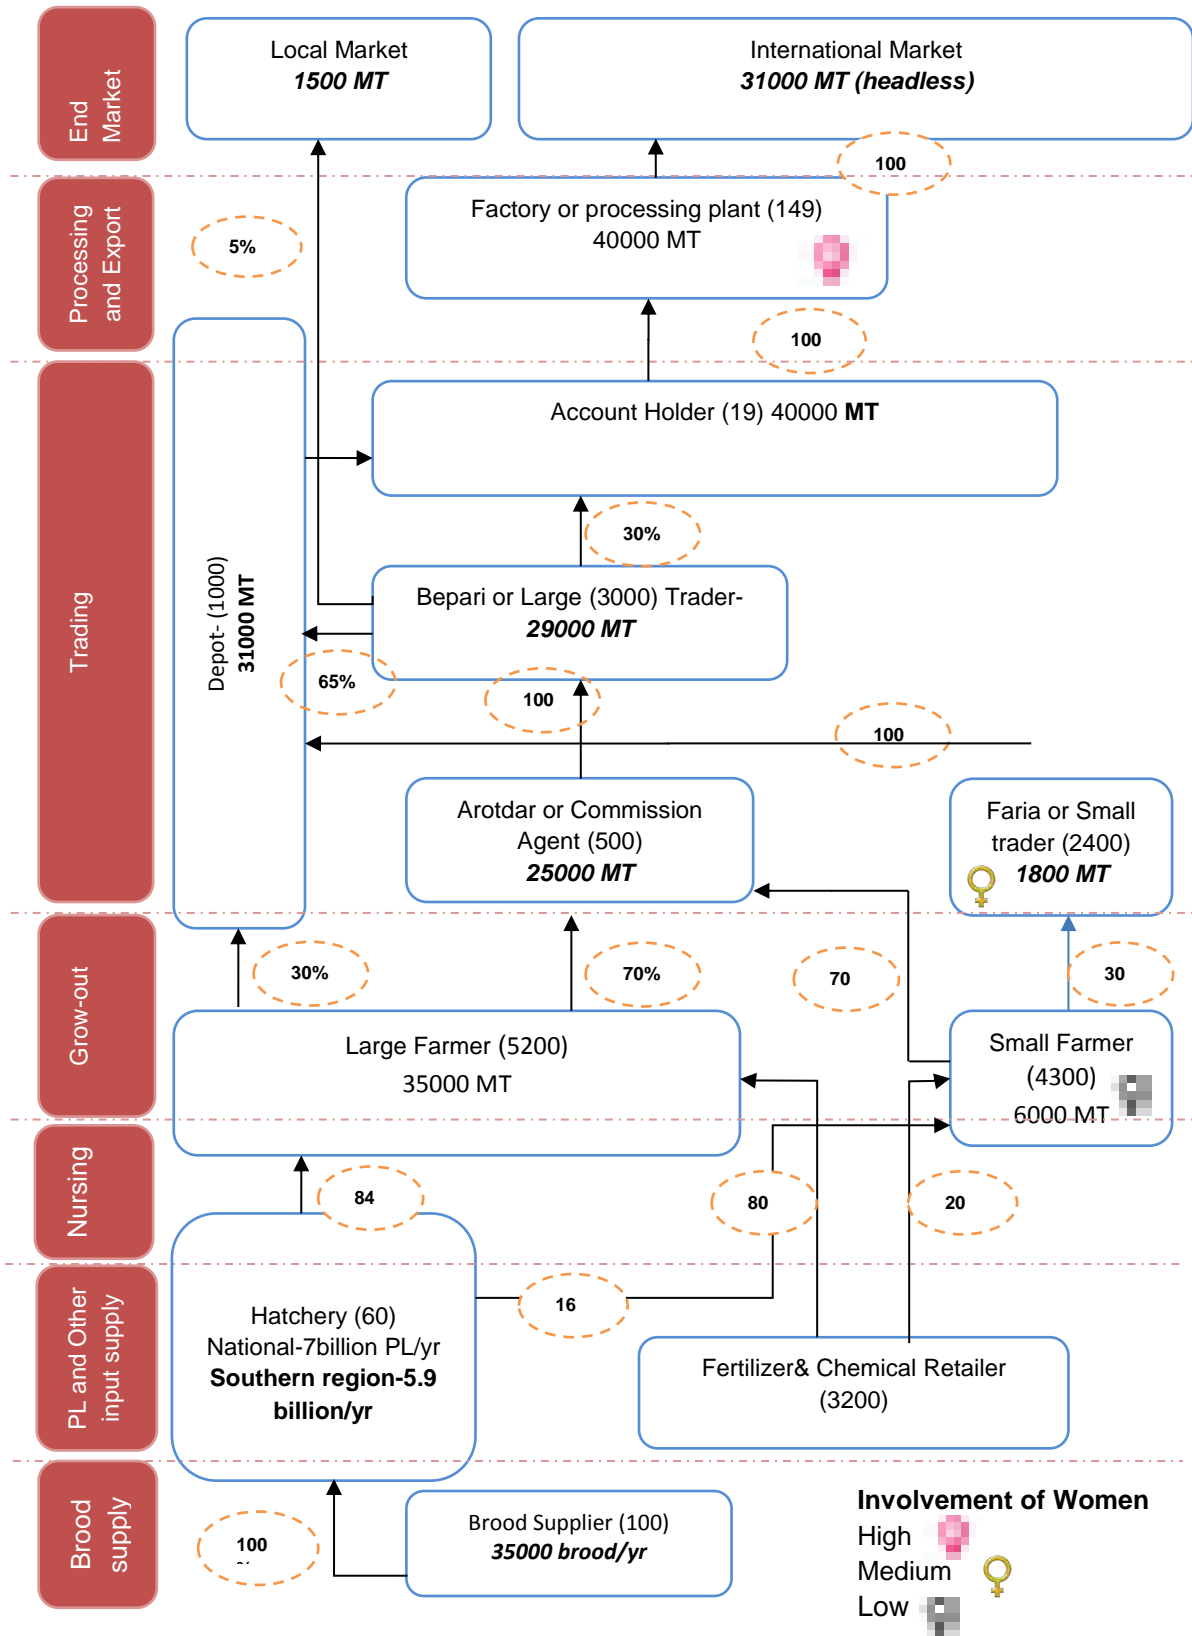 End
Market
Local Market
1500 MT
International Market
31000 MT (headless)
100
Processing
and Export
5%
Factory or processing plant (149)
40000 MT
100
Trading
Account Holder (19) 40000 MT
30%
Depot- (1000)
31000 MT
Bepari or Large (3000) Trader-
29000 MT
65%
100
100
Arotdar or Commission
Agent (500)
25000 MT
Faria or Small
trader (2400)
1800 MT
Grow-out
30%
70%
70
30
Large Farmer (5200)
35000 MT
Small Farmer
(4300)
6000 MT
Nursing
84
80
20
PL and Other
input supply
Hatchery (60)
National-7billion PL/yr
Southern region-5.9
billion/yr
16
Fertilizer& Chemical Retailer
(3200)
Brood
supply
100
%
Brood Supplier (100)
35000 brood/yr
Involvement of Women
High
Medium
Low